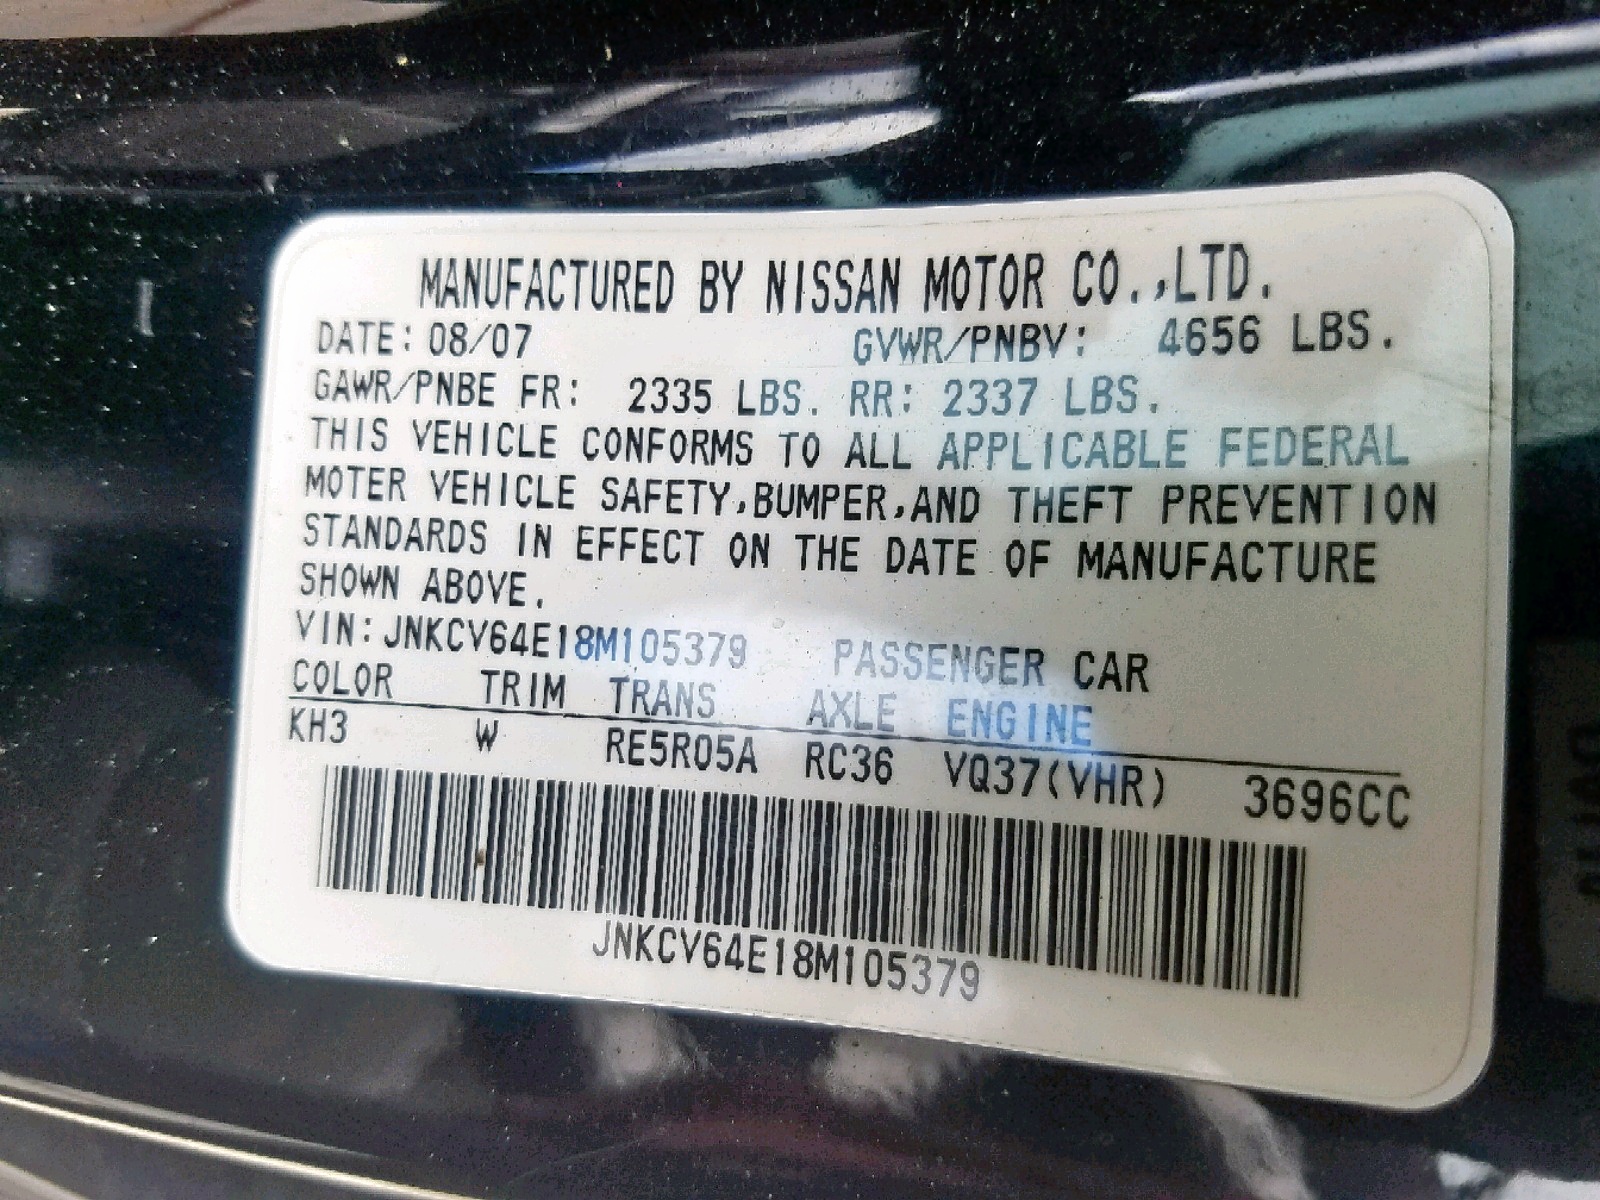 MANUFACTURED BY NISSAN MOTOR CO.,LTD.
DATE: 08/07 GVWR/PNBV: 4656 LBS.
GAWR/PNBE FR: 2335 LBS. RR: 2337 LBS.
THIS VEHICLE CONFORMS TO ALL APPLICABLE FEDERAL
MOTER VEHICLE SAFETY,BUMPER,AND THEFT PREVENTION
STANDARDS IN EFFECT ON THE DATE OF MANUFACTURE
SHOWN ABOVE.
VIN: JNKCV64E18M105379 PASSENGER CAR
COLOR TRIM TRANS AXLE ENGINE
KH3 W RE5R05A RC36 VQ37(VHR) 3696CC
JNKCV64E18M105379